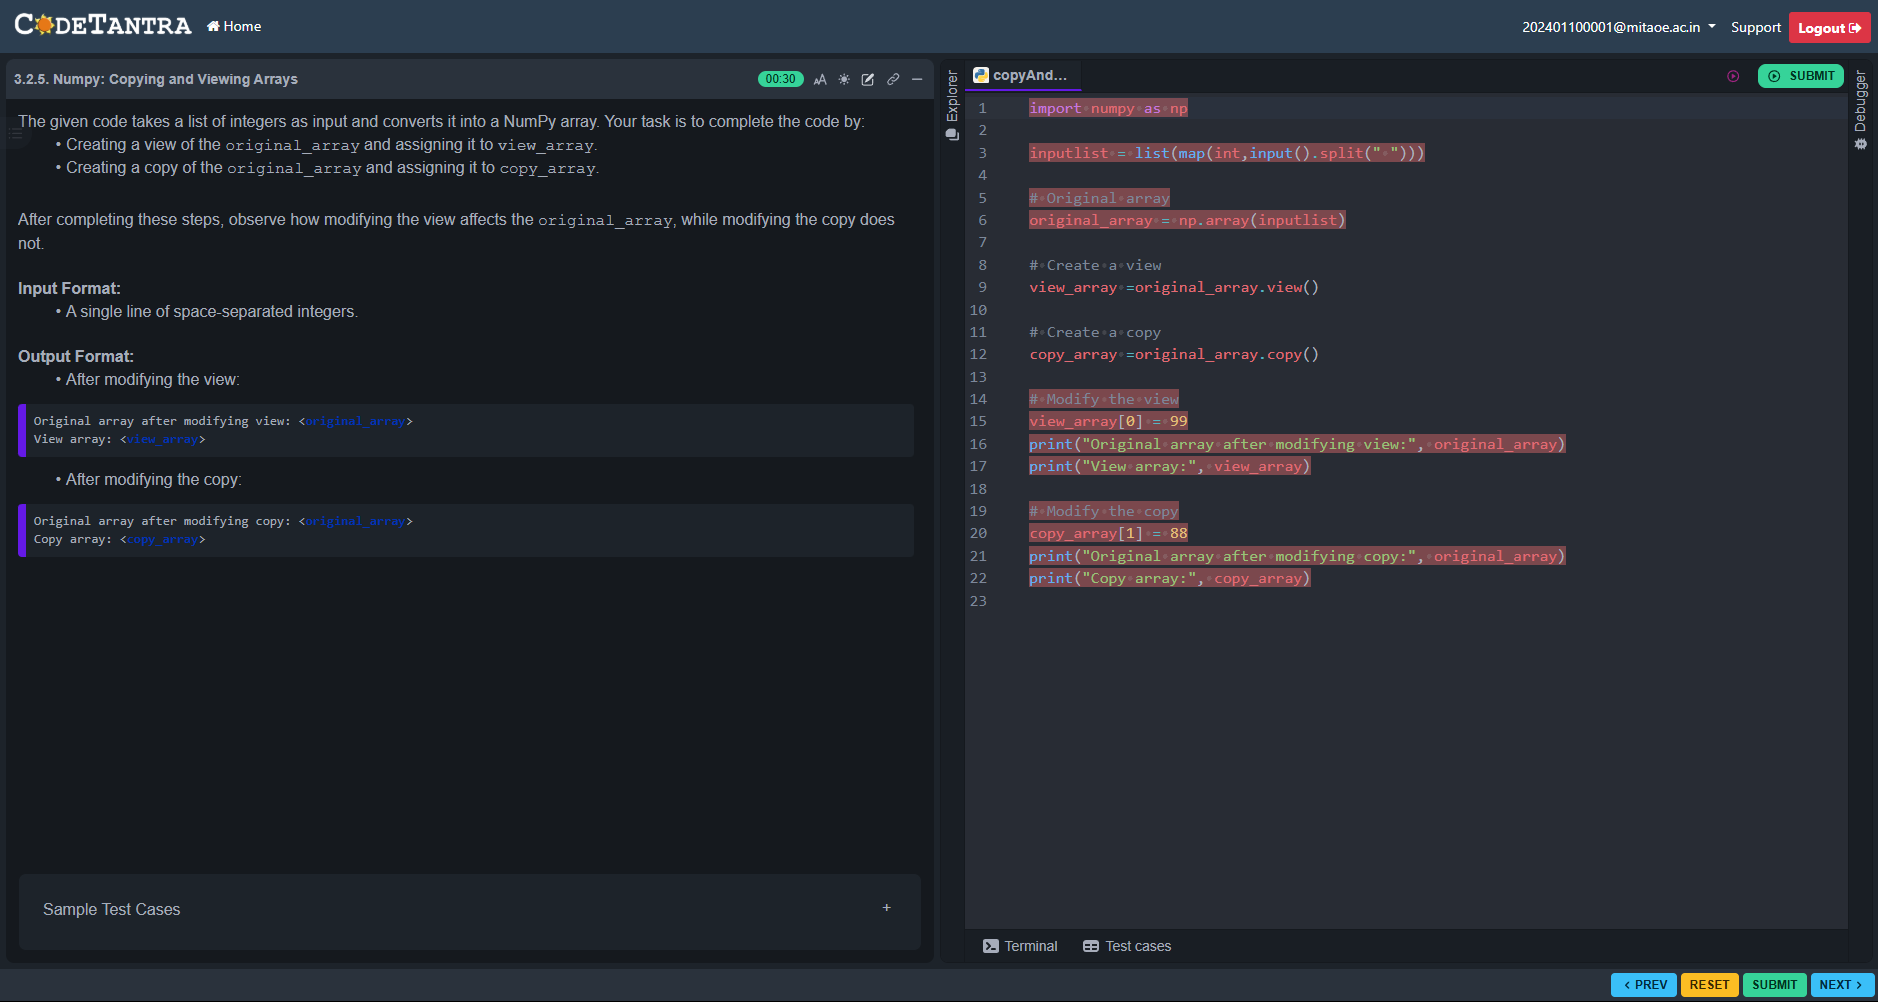 CODETANTRA
Home
202401100001@mitaoe.ac.in
Support
Logout
3.2.5. Numpy: Copying and Viewing Arrays
00:30
AA
The given code takes a list of integers as input and converts it into a NumPy array. Your task is to complete the code by:
• Creating a view of the original_array and assigning it to view_array.
• Creating a copy of the original_array and assigning it to copy_array.
After completing these steps, observe how modifying the view affects the original_array, while modifying the copy does
not.
Input Format:
• A single line of space-separated integers.
Output Format:
• After modifying the view:
Original array after modifying view: <original_array>
View array: <view_array>
• After modifying the copy:
Original array after modifying copy: <original_array>
Copy array: <copy_array>
Sample Test Cases
+
Explorer
copyAnd...
SUBMIT
Debugger
1 import numpy as np
2
3 inputlist = list(map(int,input().split(" ")))
4
5 # Original array
6 original_array = np.array(inputlist)
7
8 # Create a view
9 view_array =original_array.view()
10
11 # Create a copy
12 copy_array =original_array.copy()
13
14 # Modify the view
15 view_array[0] = 99
16 print("Original array after modifying view:", original_array)
17 print("View array:", view_array)
18
19 # Modify the copy
20 copy_array[1] = 88
21 print("Original array after modifying copy:", original_array)
22 print("Copy array:", copy_array)
23
Terminal
Test cases
< PREV
RESET
SUBMIT
NEXT >